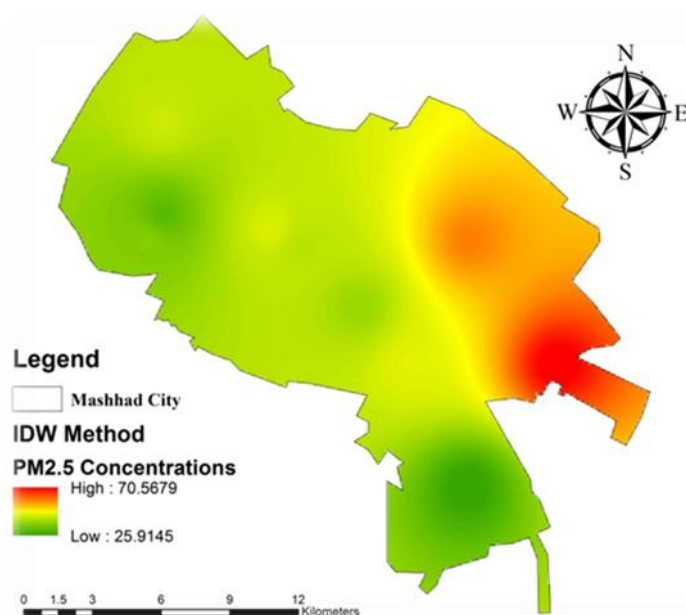 N
W E
S
Legend
Mashhad City
IDW Method
PM2.5 Concentrations
High : 70.5679
Low : 25.9145
0 1.5 3 6 9 12
Kilometers